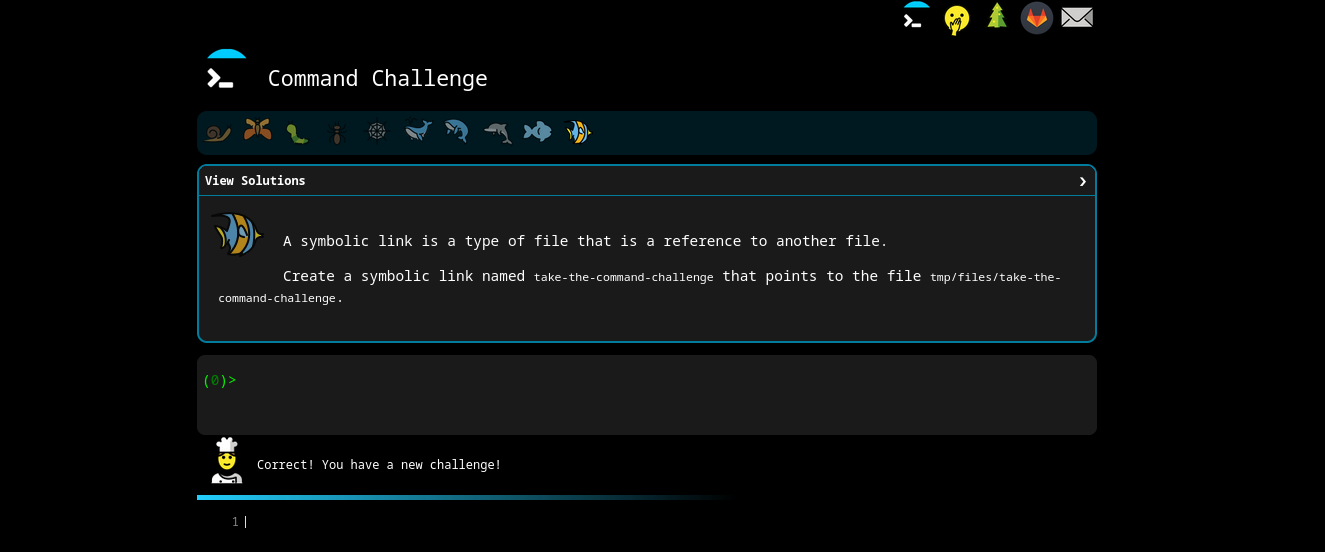 Command Challenge
View Solutions
A symbolic link is a type of file that is a reference to another file.
Create a symbolic link named take-the-command-challenge that points to the file tmp/files/take-the-
command-challenge.
(0)>
Correct! You have a new challenge!
1